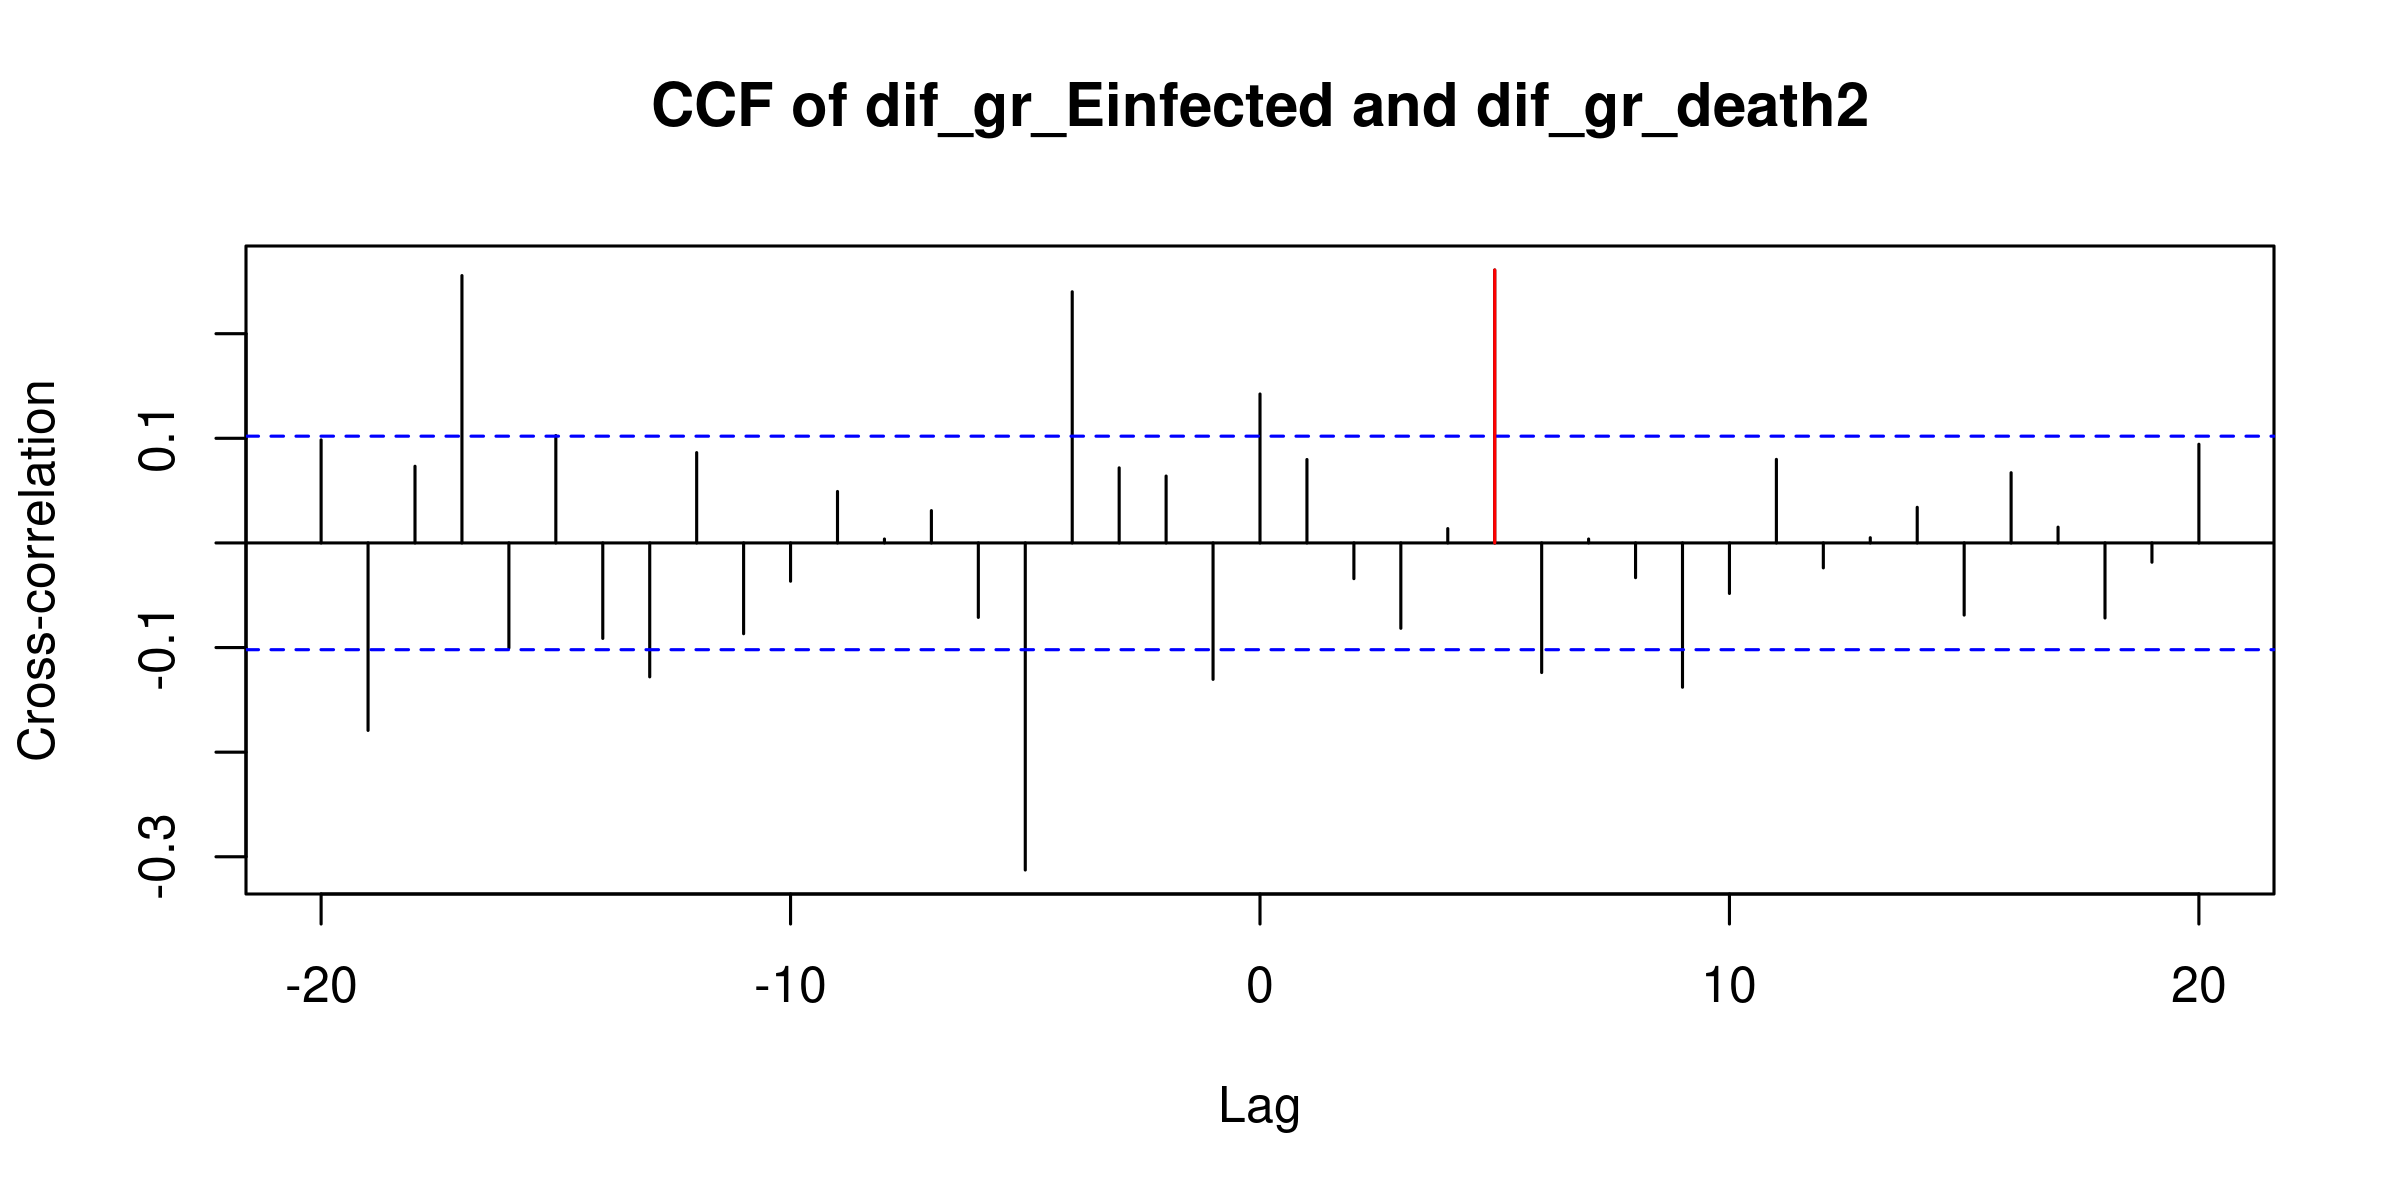 CCF of dif_gr_Einfected and dif_gr_death2
Cross-correlation
0.1
-0.1
-0.3
-20 -10 0 10 20
Lag